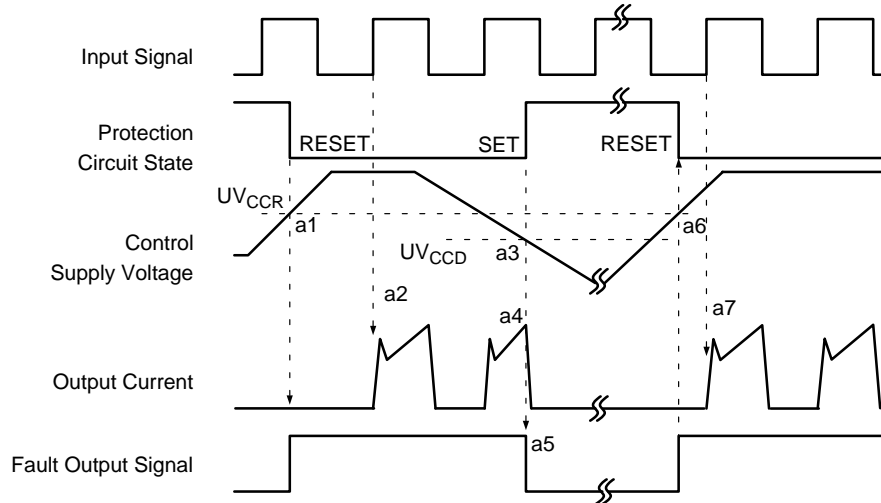 Input Signal
Protection
Circuit State
RESET
SET
RESET
UVCCR
a1
a6
Control
Supply Voltage
UVCCD
a3
a2
a4
a7
Output Current
a5
Fault Output Signal